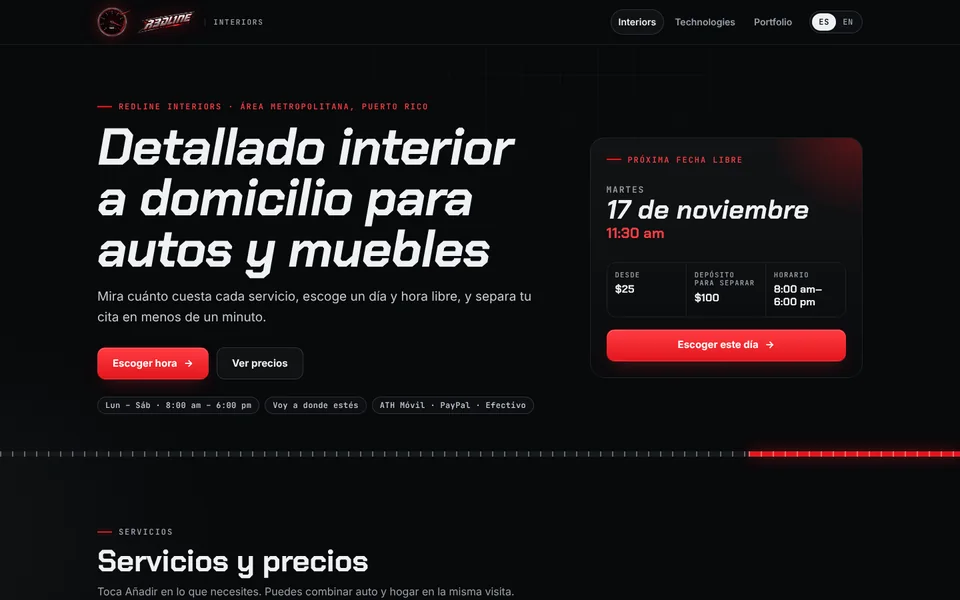 REDLINE
INTERIORS
Interiors
Technologies
Portfolio
ES
EN
REDLINE INTERIORS · ÁREA METROPOLITANA, PUERTO RICO
Detallado interior
a domicilio para
autos y muebles
Mira cuánto cuesta cada servicio, escoge un día y hora libre, y separa tu
cita en menos de un minuto.
Escoger hora →
Ver precios
Lun – Sáb · 8:00 am – 6:00 pm
Voy a donde estés
ATH Móvil · PayPal · Efectivo
PRÓXIMA FECHA LIBRE
MARTES
17 de noviembre
11:30 am
DESDE
$25
DEPÓSITO
PARA SEPARAR
$100
HORARIO
8:00 am–
6:00 pm
Escoger este día →
SERVICIOS
Servicios y precios
Toca Añadir en lo que necesites. Puedes combinar auto y hogar en la misma visita.